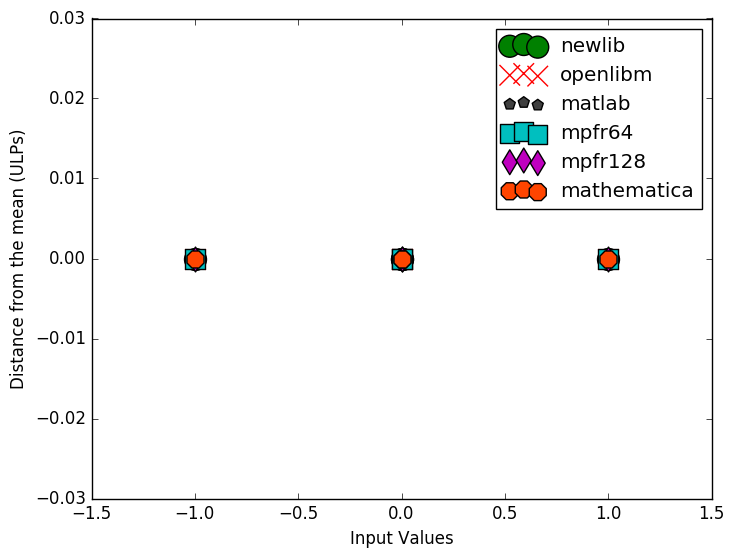 0.03
0.02
0.01
0.00
−0.01
−0.02
−0.03
Distance from the mean (ULPs)
newlib
openlibm
matlab
mpfr64
mpfr128
mathematica
−1.5 −1.0 −0.5 0.0 0.5 1.0 1.5
Input Values